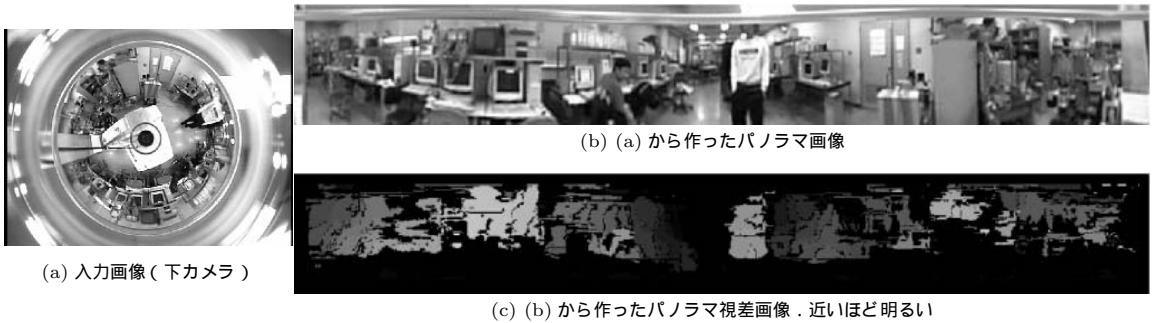 (b) (a) から作ったパノラマ画像
(a) 入力画像 ( 下カメラ )
(c) (b) から作ったパノラマ視差画像 . 近いほど明るい